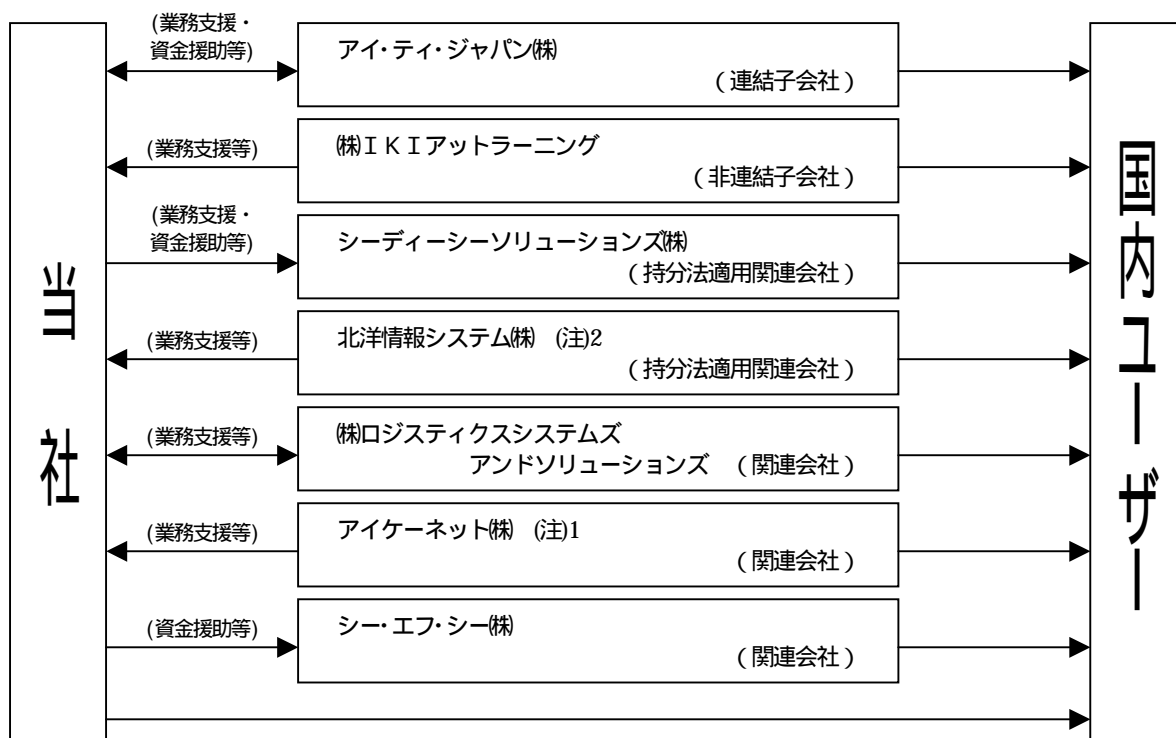 当社
(業務支援・
資金援助等)
アイ・ティ・ジャパン㈱
(連結子会社)
(業務支援等)
㈱ＩＫＩアットラーニング
(非連結子会社)
(業務支援・
資金援助等)
シーディーシーソリューションズ㈱
(持分法適用関連会社)
(業務支援等)
北洋情報システム㈱　(注)2
(持分法適用関連会社)
(業務支援等)
㈱ロジスティクスシステムズ
アンドソリューションズ　(関連会社)
(業務支援等)
アイケーネット㈱　(注)1
(関連会社)
(資金援助等)
シー・エフ・シー㈱
(関連会社)
国内ユーザー